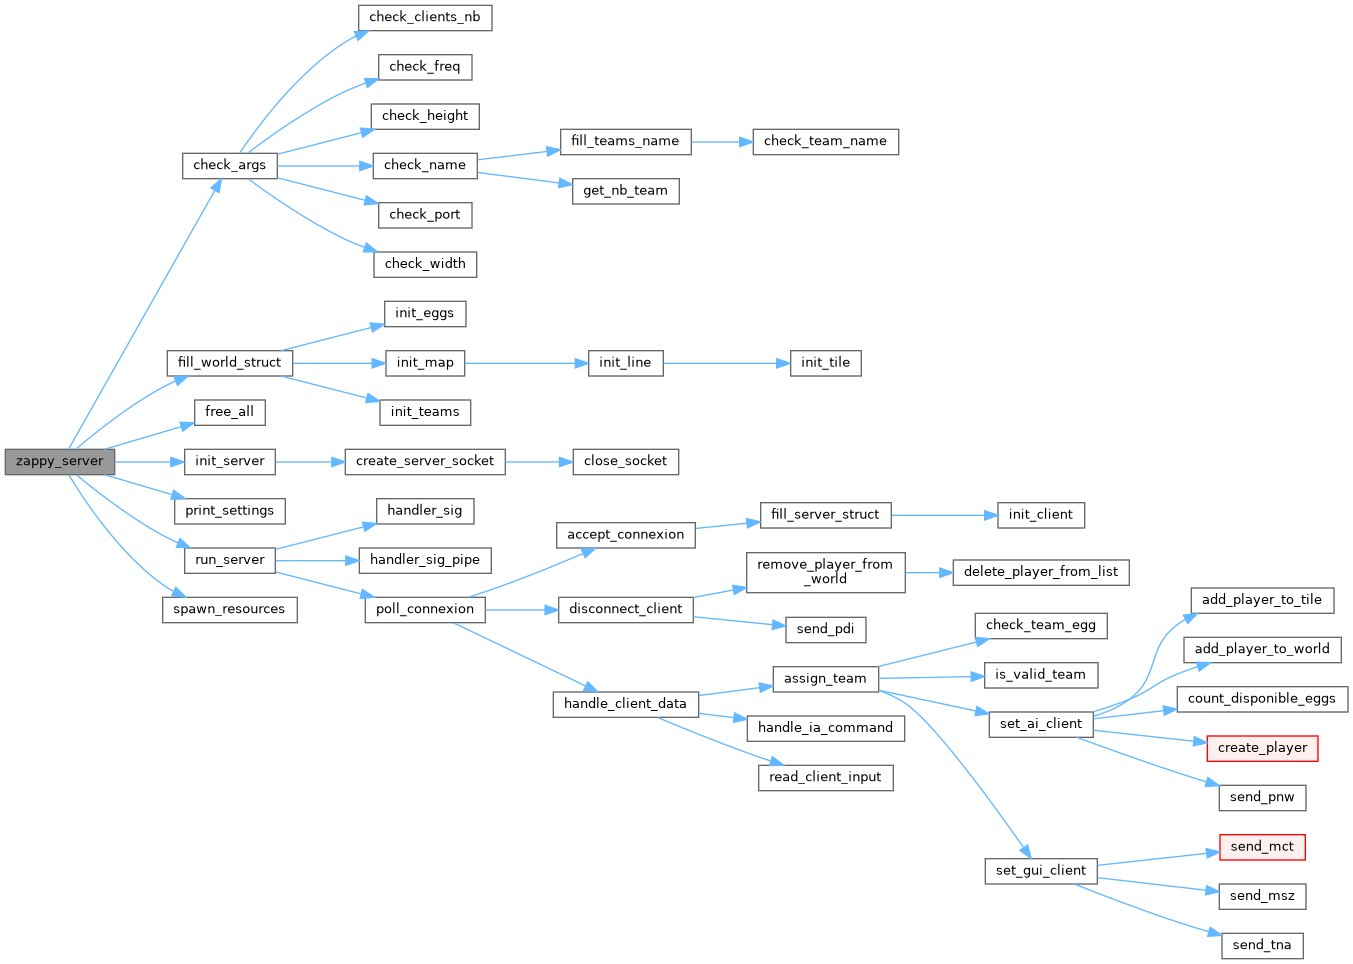 check_clients_nb
check_freq
check_height
fill_teams_name
check_team_name
check_args
check_name
get_nb_team
check_port
check_width
init_eggs
fill_world_struct
init_map
init_line
init_tile
free_all
init_teams
zappy_server
init_server
create_server_socket
close_socket
print_settings
handler_sig
fill_server_struct
init_client
accept_connexion
run_server
handler_sig_pipe
remove_player_from
_world
delete_player_from_list
spawn_resources
poll_connexion
disconnect_client
send_pdi
add_player_to_tile
check_team_egg
add_player_to_world
assign_team
is_valid_team
count_disponible_eggs
handle_client_data
handle_ia_command
set_ai_client
create_player
read_client_input
send_pnw
send_mct
set_gui_client
send_msz
send_tna